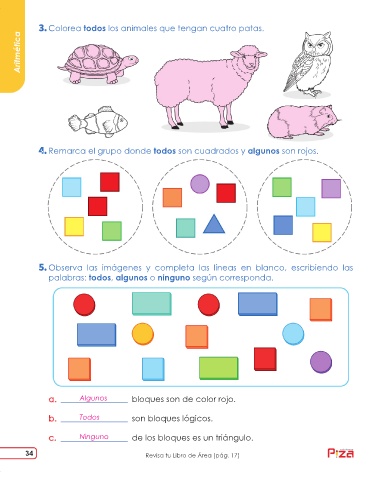 Aritmética
3. Colorea todos los animales que tengan cuatro patas.
4. Remarca el grupo donde todos son cuadrados y algunos son rojos.
5. Observa las imágenes y completa las líneas en blanco, escribiendo las
palabras: todos, algunos o ninguno según corresponda.
a. Algunos bloques son de color rojo.
b. Todos son bloques lógicos.
c. Ninguno de los bloques es un triángulo.
34
Revisa tu Libro de Área (pág. 17)
Piza